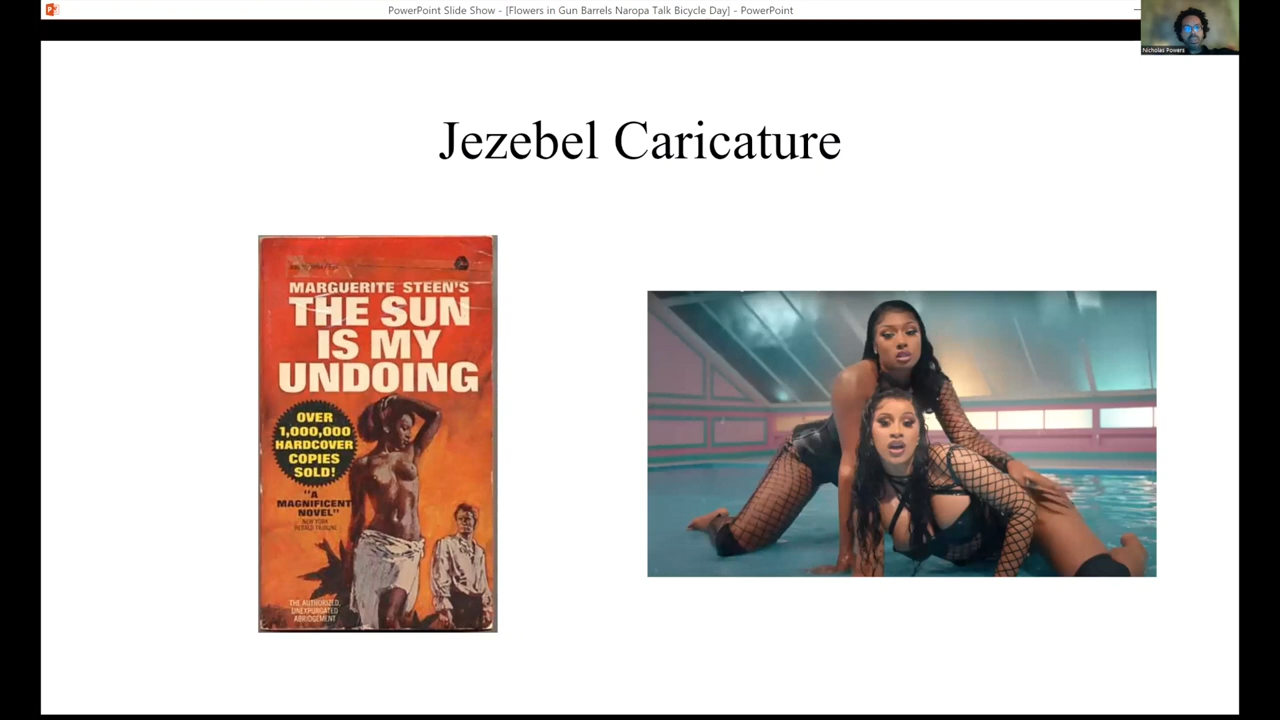 PowerPoint Slide Show - [Flowers in Gun Barrels Naropa Talk Bicycle Day] - PowerPoint
Nicholas Powers
Jezebel Caricature
MARGUERITE STEEN'S
THE SUN
IS MY
UNDOING
OVER
1,000,000
HARDCOVER
COPIES
SOLD!
"A
MAGNIFICENT
NOVEL"
NEW YORK
HERALD TRIBUNE
THE AUTHORIZED,
UNEXPURGATED
ABRIDGEMENT